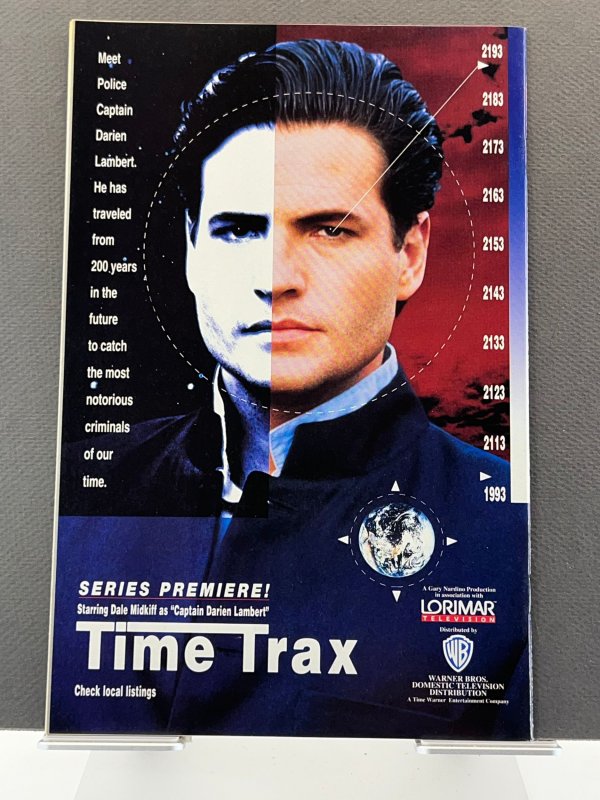 Meet
Police
Captain
Darien
Lambert.
He has
traveled
from
200 years
in the
future
to catch
the most
notorious
criminals
of our
time.
2193
2183
2173
2163
2153
2143
2133
2123
2113
1993
SERIES PREMIERE!
Starring Dale Midkiff as "Captain Darien Lambert"
Time Trax
Check local listings
A Gary Nardino Production
in association with
LORIMAR
TELEVISION
Distributed by
WB
WARNER BROS.
DOMESTIC TELEVISION
DISTRIBUTION
A Time Warner Entertainment Company